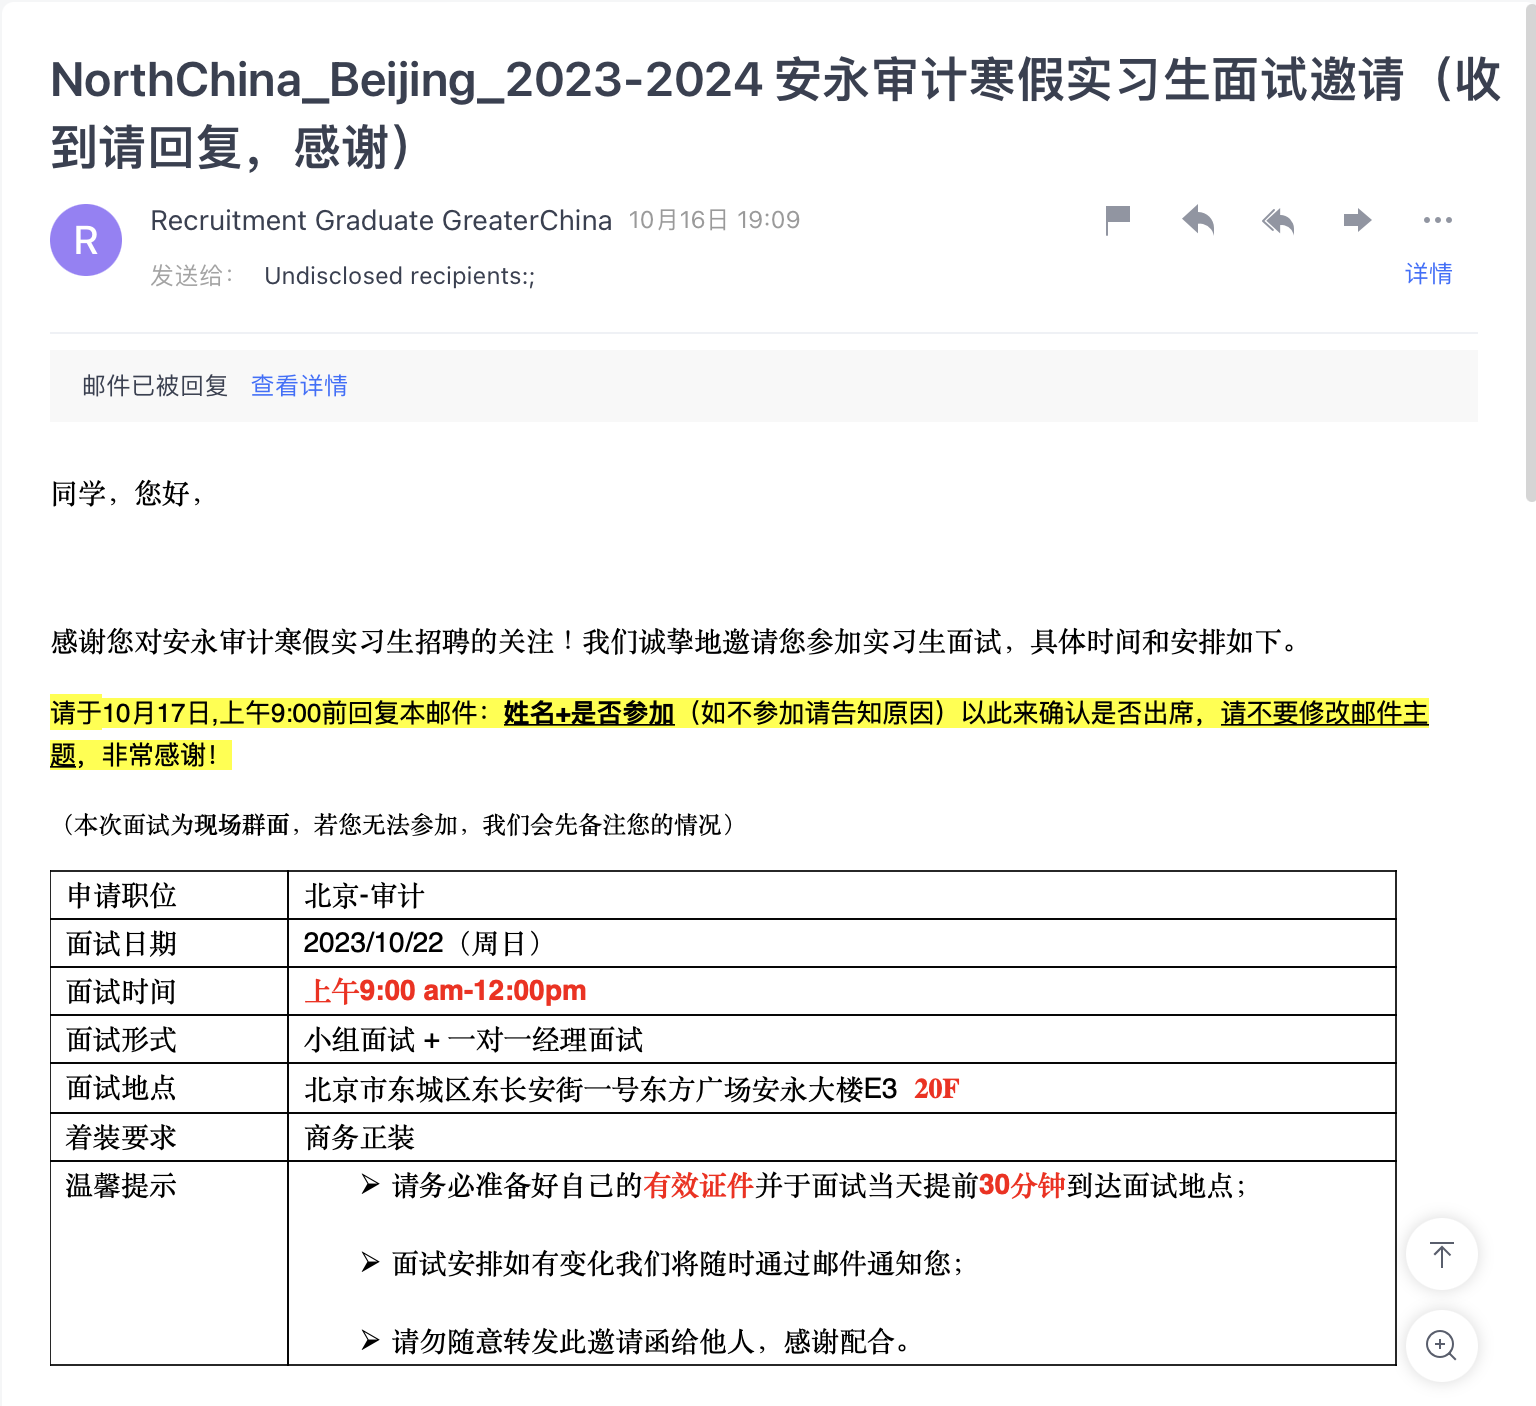 NorthChina_Beijing_2023-2024 安永审计寒假实习生面试邀请（收
到请回复，感谢）
R
Recruitment Graduate GreaterChina 10月16日 19:09
发送给： Undisclosed recipients:;
详情
邮件已被回复 查看详情
同学，您好，
感谢您对安永审计寒假实习生招聘的关注！我们诚挚地邀请您参加实习生面试，具体时间和安排如下。
请于10月17日,上午9:00前回复本邮件：姓名+是否参加（如不参加请告知原因）以此来确认是否出席，请不要修改邮件主
题，非常感谢！
（本次面试为现场群面，若您无法参加，我们会先备注您的情况）
申请职位 北京-审计
面试日期 2023/10/22（周日）
面试时间 上午9:00 am-12:00pm
面试形式 小组面试 + 一对一经理面试
面试地点 北京市东城区东长安街一号东方广场安永大楼E3 20F
着装要求 商务正装
温馨提示 ➢ 请务必准备好自己的有效证件并于面试当天提前30分钟到达面试地点；
➢ 面试安排如有变化我们将随时通过邮件通知您；
➢ 请勿随意转发此邀请函给他人，感谢配合。